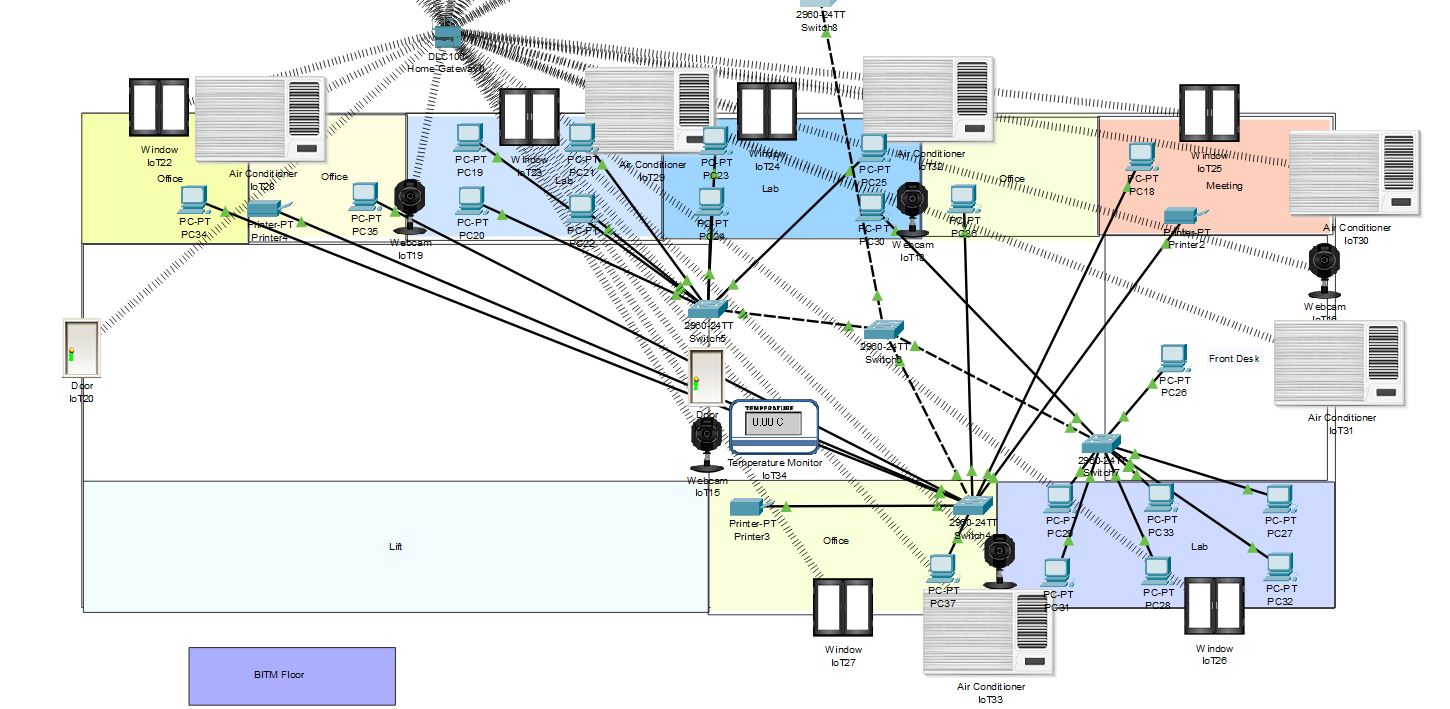 2960-24TT
Switch8
DLC100
Home Gateway0
Window
IoT22
Office
Air Conditioner
IoT28
Office
PC-PT
PC34
Printer-PT
Printer4
PC-PT
PC35
Webcam
IoT19
PC-PT
PC19
Window
IoT23
PC-PT
PC21
Lab
PC-PT
PC20
PC-PT
PC22
Air Conditioner
IoT29
PC-PT
PC23
PC-PT
PC24
Window
IoT24
Lab
PC-PT
PC25
PC-PT
PC30
Air Conditioner
IoT32
Webcam
PC-PT
PC36
Office
PC-PT
PC18
Window
IoT25
Meeting
Printer-PT
Printer2
Air Conditioner
IoT30
Webcam
Door
IoT20
2960-24TT
Switch5
2960-24TT
PC-PT
PC26
Front Desk
Air Conditioner
IoT31
Door
TEMPERATURE
0.00 C
Temperature Monitor
IoT34
Webcam
IoT15
2960-24TT
Switch7
Lift
Printer-PT
Printer3
Office
2960-24TT
Switch4
PC-PT
PC29
PC-PT
PC33
PC-PT
PC27
Lab
PC-PT
PC37
PC-PT
PC31
PC-PT
PC28
PC-PT
PC32
Window
IoT27
Air Conditioner
IoT33
Window
IoT26
BITM Floor